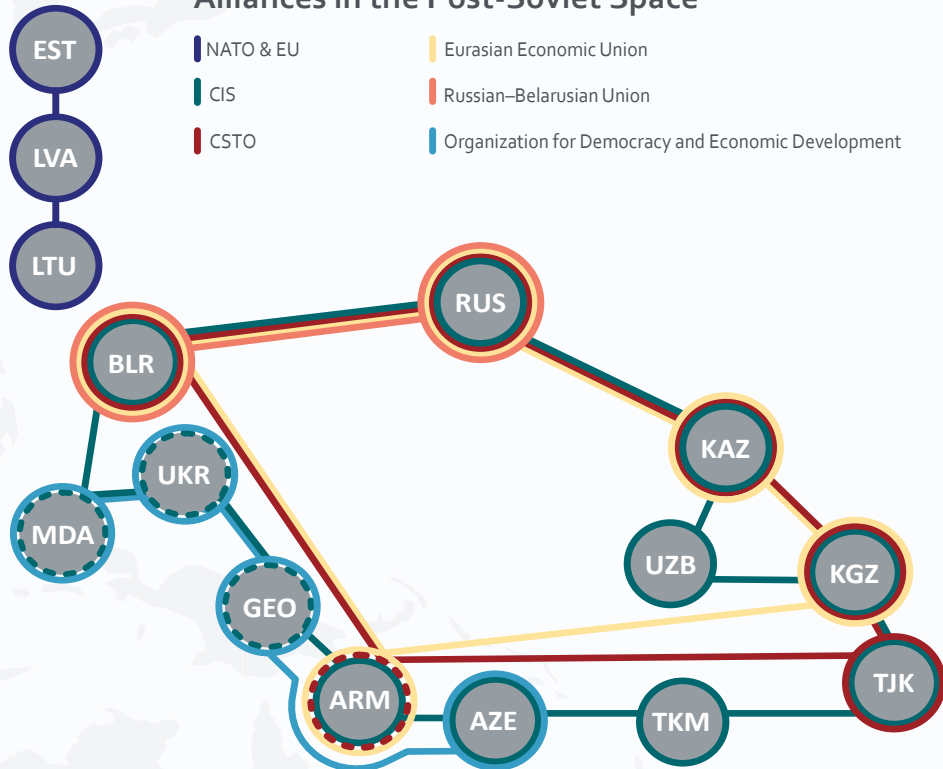 Alliances in the Post-Soviet Space
NATO & EU
Eurasian Economic Union
CIS
Russian–Belarusian Union
CSTO
Organization for Democracy and Economic Development
EST
LVA
LTU
RUS
BLR
KAZ
UKR
MDA
UZB
KGZ
GEO
TJK
ARM
AZE
TKM